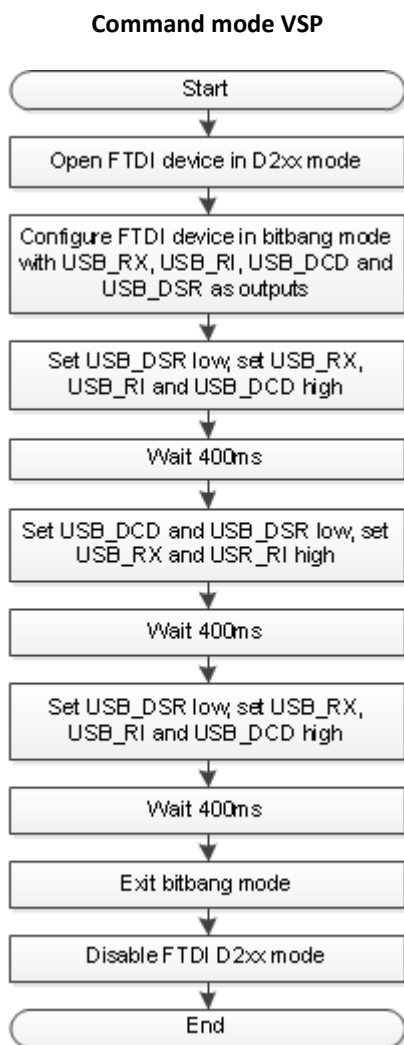 Command mode VSP
Start
Open FTDI device in D2xx mode
Configure FTDI device in bitbang mode
with USB_RX, USB_RI, USB_DCD and
USB_DSR as outputs
Set USB_DSR low, set USB_RX,
USB_RI and USB_DCD high
Wait 400ms
Set USB_DCD and USB_DSR low, set
USB_RX and USR_RI high
Wait 400ms
Set USB_DSR low, set USB_RX,
USB_RI and USB_DCD high
Wait 400ms
Exit bitbang mode
Disable FTDI D2xx mode
End